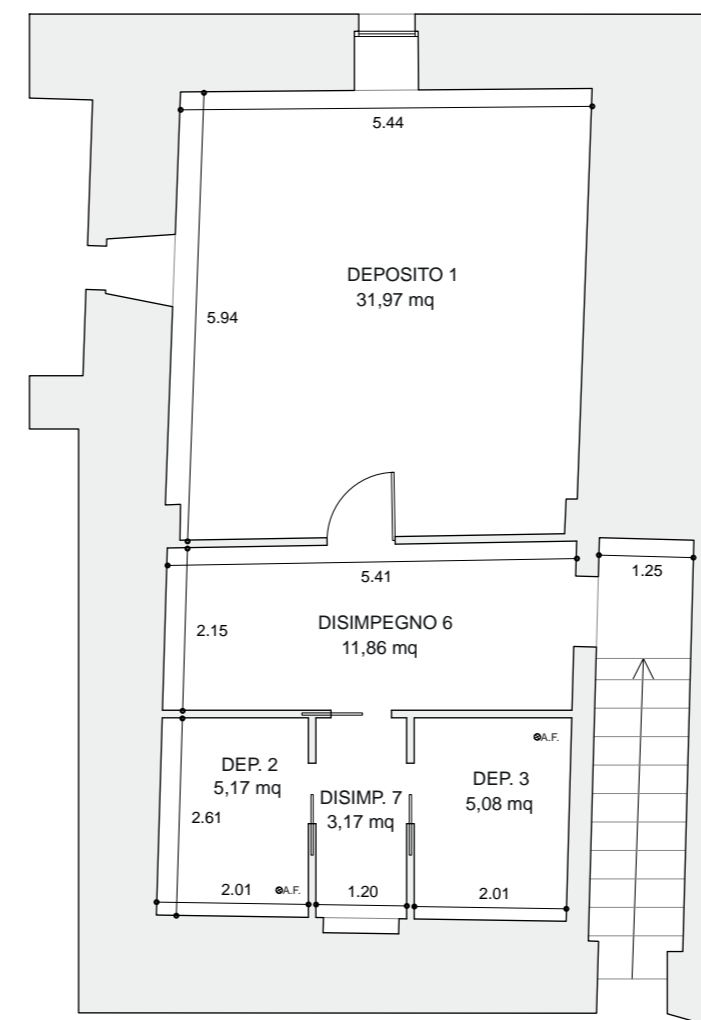 5.44
DEPOSITO 1
31,97 mq
5.94
5.41
1.25
DISIMPEGNO 6
11,86 mq
2.15
A.F.
DEP. 2
5,17 mq
DEP. 3
5,08 mq
DISIMP. 7
3,17 mq
2.61
2.01
A.F.
1.20
2.01